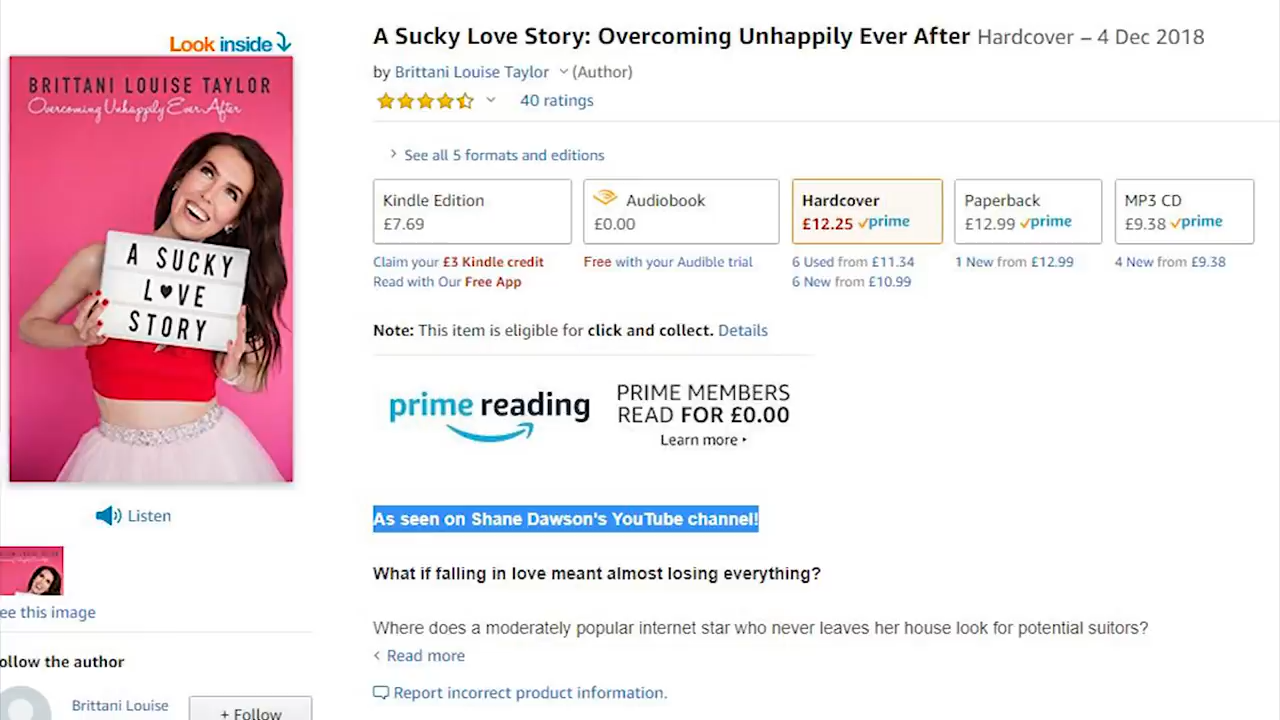 Look inside
BRITTANI LOUISE TAYLOR
Overcoming Unhappily Ever After
A SUCKY
L♥VE
STORY
Listen
ee this image
ollow the author
Brittani Louise
+ Follow
A Sucky Love Story: Overcoming Unhappily Ever After Hardcover – 4 Dec 2018
by Brittani Louise Taylor (Author)
40 ratings
See all 5 formats and editions
Kindle Edition
£7.69
Claim your £3 Kindle credit
Read with Our Free App
Audiobook
£0.00
Free with your Audible trial
Hardcover
£12.25 prime
6 Used from £11.34
6 New from £10.99
Paperback
£12.99 prime
1 New from £12.99
MP3 CD
£9.38 prime
4 New from £9.38
Note: This item is eligible for click and collect. Details
prime reading
PRIME MEMBERS
READ FOR £0.00
Learn more
As seen on Shane Dawson's YouTube channel!
What if falling in love meant almost losing everything?
Where does a moderately popular internet star who never leaves her house look for potential suitors?
Read more
Report incorrect product information.